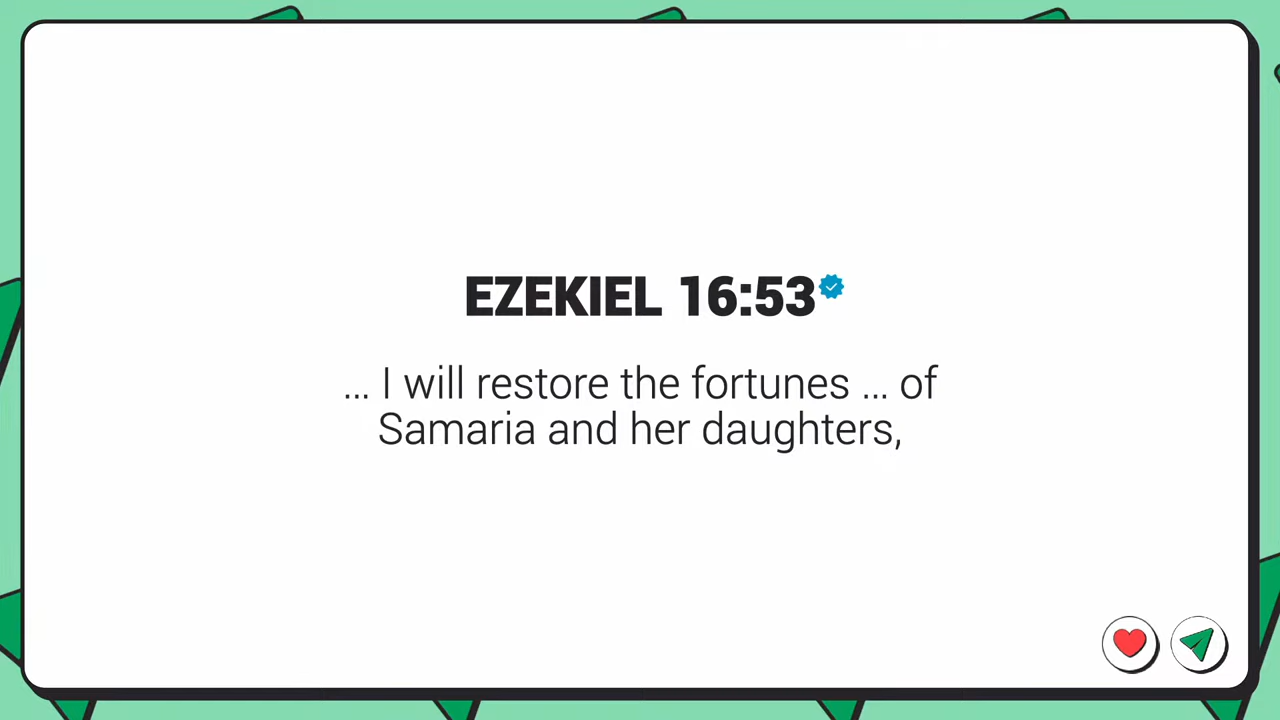 EZEKIEL 16:53
... I will restore the fortunes ... of
Samaria and her daughters,